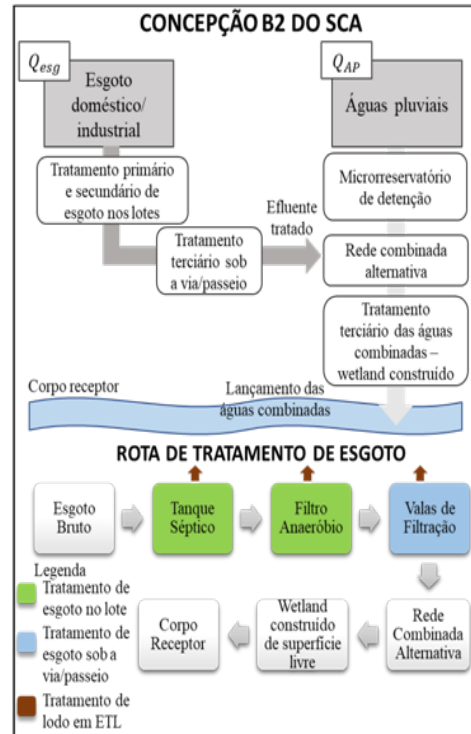 CONCEPÇÃO B2 DO SCA
Q_esg
Esgoto
doméstico/
industrial
Q_AP
Águas pluviais
Tratamento primário
e secundário de
esgoto nos lotes
Microrreservatório
de detenção
Efluente
tratado
Tratamento
terciário sob
a via/passeio
Rede combinada
alternativa
Tratamento
terciário das águas
combinadas –
wetland construído
Corpo receptor
Lançamento das
águas combinadas
ROTA DE TRATAMENTO DE ESGOTO
Esgoto
Bruto
Tanque
Séptico
Filtro
Anaeróbio
Valas de
Filtração
Legenda
Tratamento de
esgoto no lote
Tratamento de
esgoto sob a
via/passeio
Tratamento de
lodo em ETL
Corpo
Receptor
Wetland
construído
de superfície
livre
Rede
Combinada
Alternativa